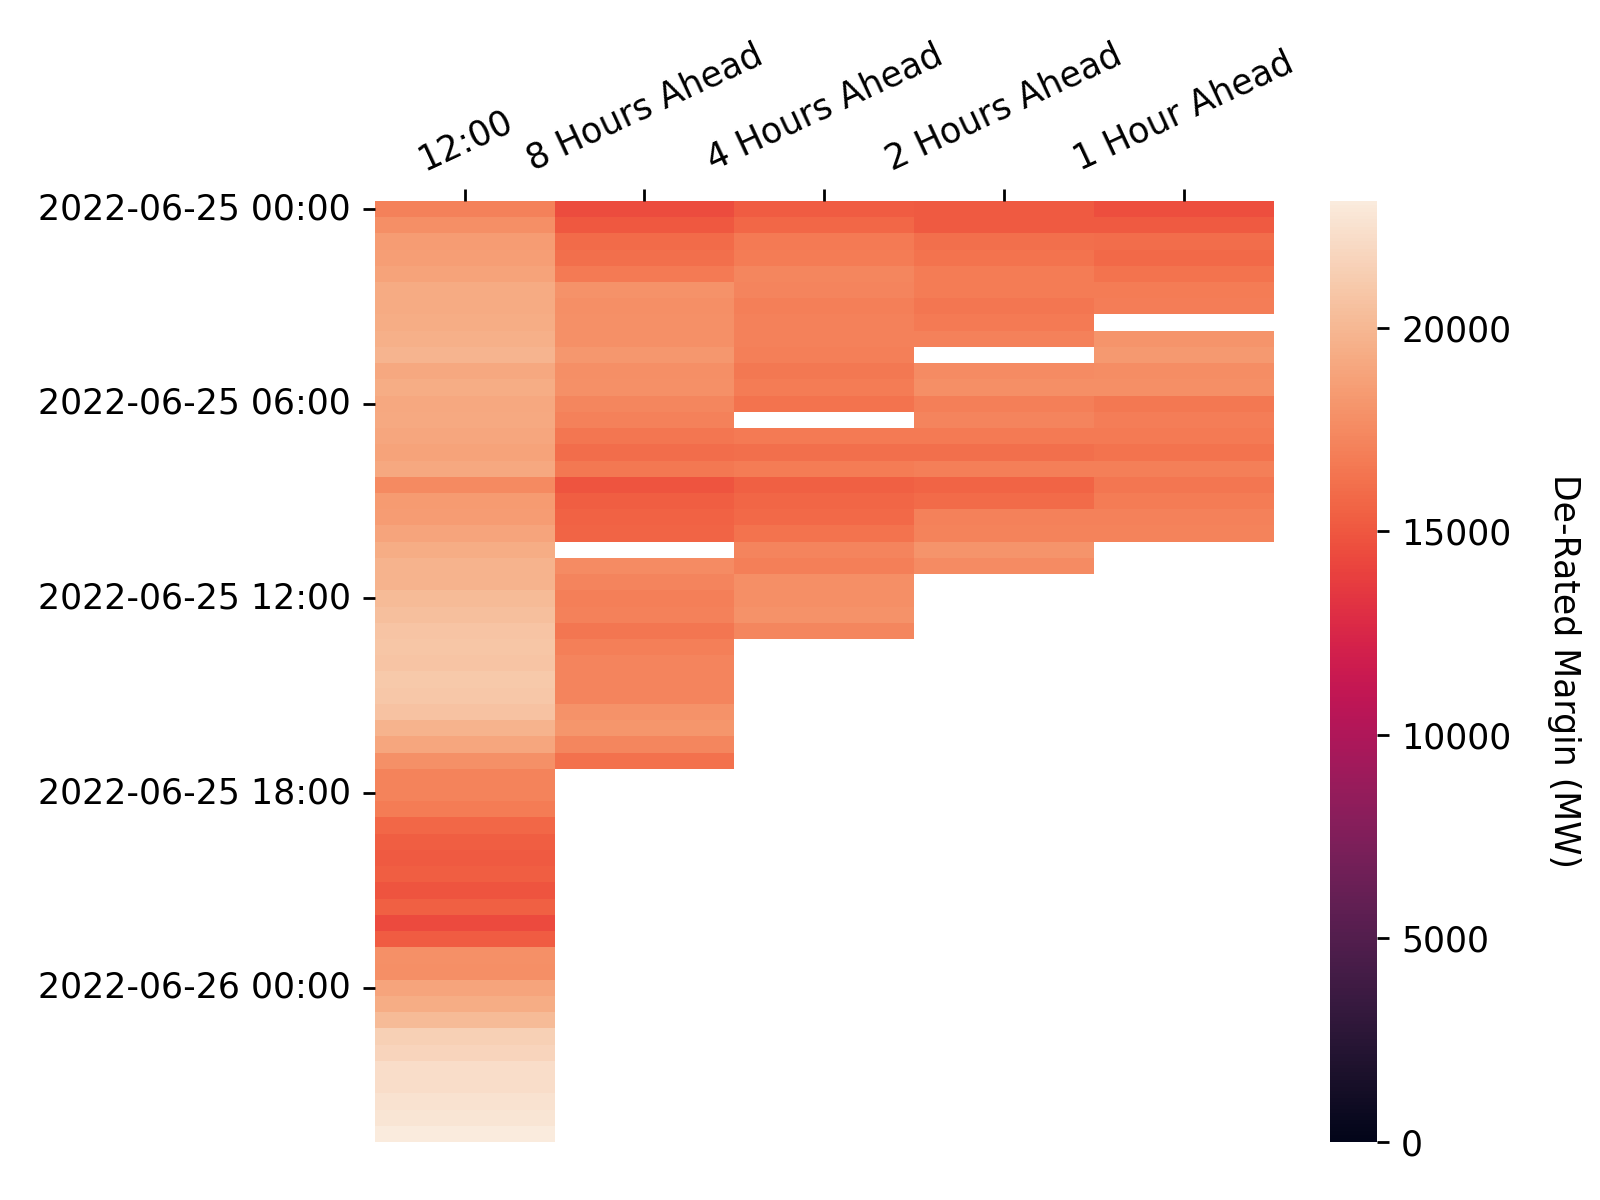 12:00
8 Hours Ahead
4 Hours Ahead
2 Hours Ahead
1 Hour Ahead
2022-06-25 00:00
2022-06-25 06:00
2022-06-25 12:00
2022-06-25 18:00
2022-06-26 00:00
20000
15000
10000
5000
0
De-Rated Margin (MW)